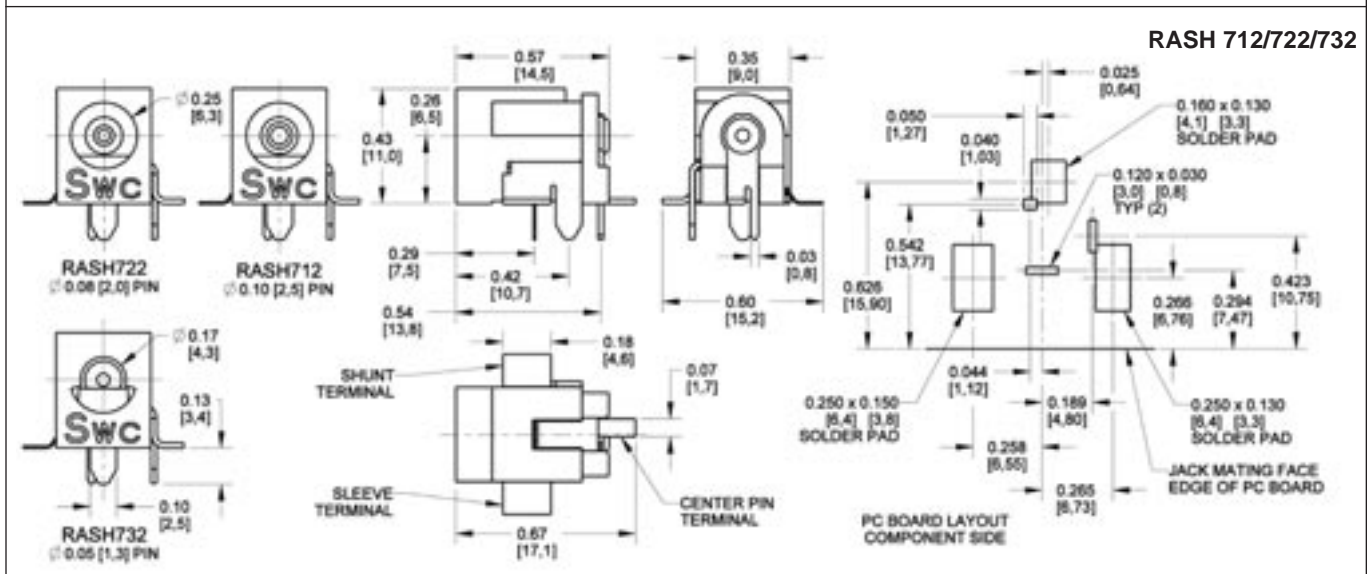 RASH 712/722/732
Ø 0.25
[6,3]
Swc
RASH722
Ø 0.08 [2,0] PIN
Swc
RASH712
Ø 0.10 [2,5] PIN
0.57
[14,5]
0.26
[6,5]
0.43
[11,0]
0.29
[7,5]
0.42
[10,7]
0.54
[13,8]
0.35
[9,0]
0.03
[0,8]
0.60
[15,2]
Ø 0.17
[4,3]
Swc
0.13
[3,4]
0.10
[2,5]
RASH732
Ø 0.05 [1,3] PIN
SHUNT
TERMINAL
0.18
[4,6]
0.07
[1,7]
SLEEVE
TERMINAL
CENTER PIN
TERMINAL
0.67
[17,1]
0.025
[0,64]
0.050
[1,27]
0.040
[1,03]
0.160 x 0.130
[4,1] [3,3]
SOLDER PAD
0.120 x 0.030
[3,0] [0,8]
TYP (2)
0.542
[13,77]
0.626
[15,90]
0.266
[6,76]
0.294
[7,47]
0.423
[10,75]
0.044
[1,12]
0.189
[4,80]
0.250 x 0.150
[6,4] [3,8]
SOLDER PAD
0.250 x 0.130
[6,4] [3,3]
SOLDER PAD
0.258
[6,55]
0.265
[6,73]
JACK MATING FACE
EDGE OF PC BOARD
PC BOARD LAYOUT
COMPONENT SIDE